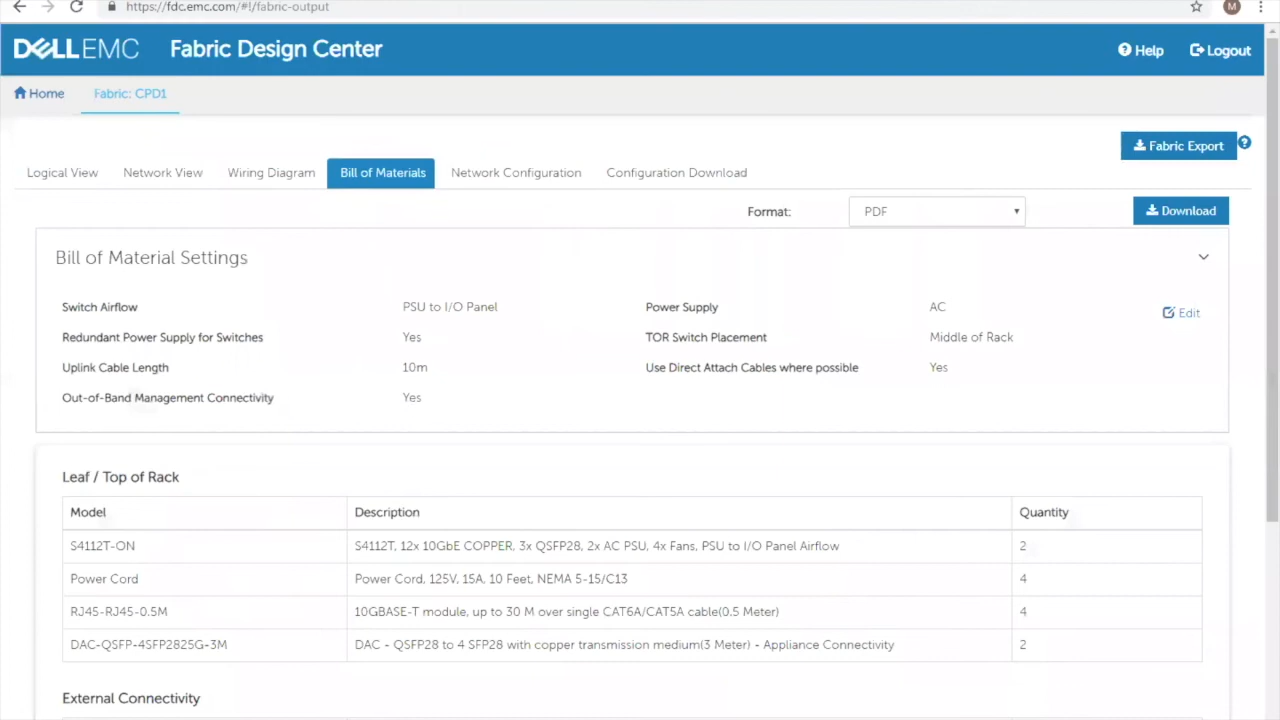 https://fdc.emc.com/#!/fabric-output
M
DELLEMC Fabric Design Center
Help Logout
Home Fabric: CPD1
Fabric Export
Logical View Network View Wiring Diagram Bill of Materials Network Configuration Configuration Download
Format: PDF Download
Bill of Material Settings
Switch Airflow PSU to I/O Panel Power Supply AC
Edit
Redundant Power Supply for Switches Yes TOR Switch Placement Middle of Rack
Uplink Cable Length 10m Use Direct Attach Cables where possible Yes
Out-of-Band Management Connectivity Yes
Leaf / Top of Rack
Model Description Quantity
S4112T-ON S4112T, 12x 10GbE COPPER, 3x QSFP28, 2x AC PSU, 4x Fans, PSU to I/O Panel Airflow 2
Power Cord Power Cord, 125V, 15A, 10 Feet, NEMA 5-15/C13 4
RJ45-RJ45-0.5M 10GBASE-T module, up to 30 M over single CAT6A/CAT5A cable(0.5 Meter) 4
DAC-QSFP-4SFP2825G-3M DAC - QSFP28 to 4 SFP28 with copper transmission medium(3 Meter) - Appliance Connectivity 2
External Connectivity